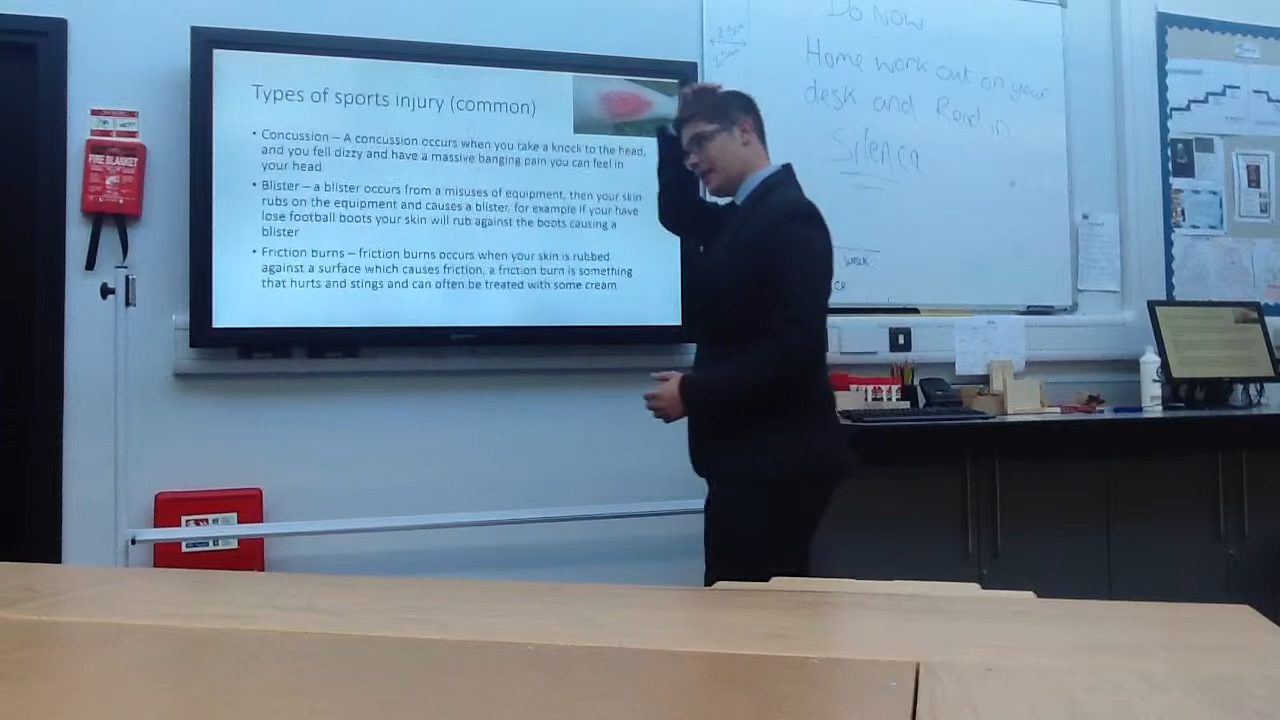 Types of sports injury (common)
• Concussion – A concussion occurs when you take a knock to the head,
and you fell dizzy and have a massive banging pain you can feel in
your head
• Blister – a blister occurs from a misuses of equipment, then your skin
rubs on the equipment and causes a blister, for example if your have
lose football boots your skin will rub against the boots causing a
blister
• Friction burns – friction burns occurs when your skin is rubbed
against a surface which causes friction, a friction burn is something
that hurts and stings and can often be treated with some cream
Do Now
Home work out on your
desk and Read in
Silence
FIRE BLANKET